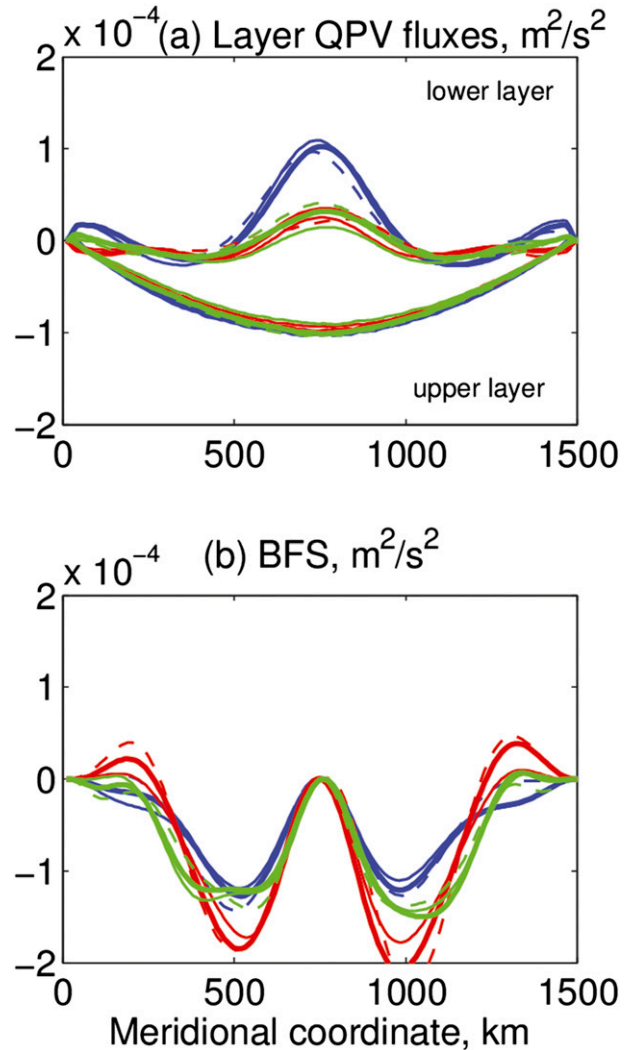 x 10⁻⁴ (a) Layer QPV fluxes, m²/s²
2
lower layer
1
0
−1
upper layer
−2
0 500 1000 1500
x 10⁻⁴ (b) BFS, m²/s²
2
1
0
−1
−2
0 500 1000 1500
Meridional coordinate, km